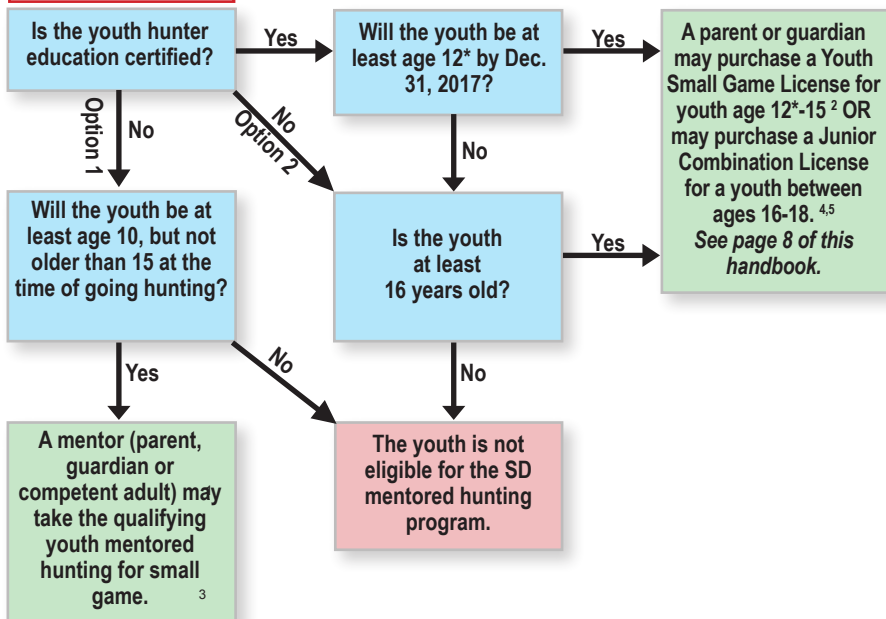 Is the youth hunter
education certified?
Yes
Will the youth be at
least age 12* by Dec.
31, 2017?
Yes
A parent or guardian
may purchase a Youth
Small Game License for
youth age 12*-15 2 OR
may purchase a Junior
Combination License
for a youth between
ages 16-18. 4,5
See page 8 of this
handbook.
Option 1
No
No
Option 2
No
Will the youth be at
least age 10, but not
older than 15 at the
time of going hunting?
Is the youth
at least
16 years old?
Yes
Yes
No
No
A mentor (parent,
guardian or
competent adult) may
take the qualifying
youth mentored
hunting for small
game. 3
The youth is not
eligible for the SD
mentored hunting
program.